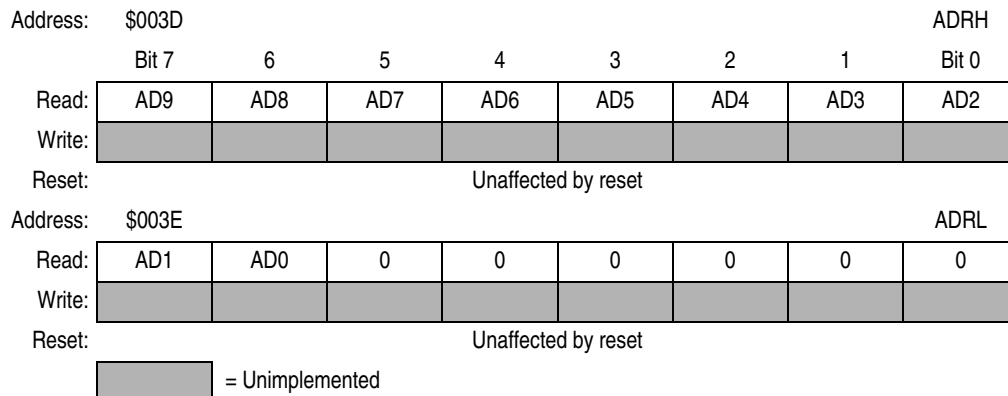 Address: $003D ADRH
Bit 7 6 5 4 3 2 1 Bit 0
Read: AD9 AD8 AD7 AD6 AD5 AD4 AD3 AD2
Write:
Reset: Unaffected by reset
Address: $003E ADRL
Read: AD1 AD0 0 0 0 0 0 0
Write:
Reset: Unaffected by reset
= Unimplemented